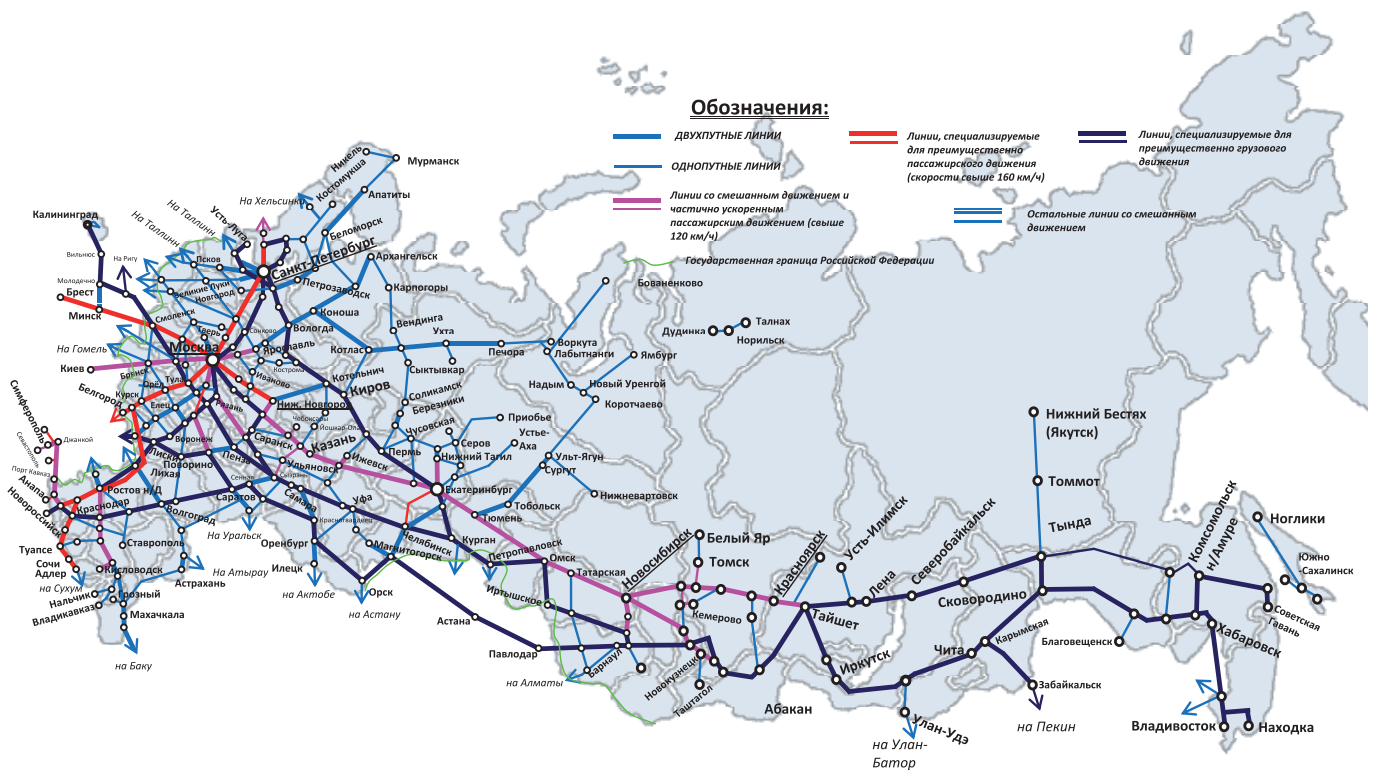 Обозначения:
ДВУХПУТНЫЕ ЛИНИИ
ОДНОПУТНЫЕ ЛИНИИ
Линии со смешанным движением и
частично ускоренным
пассажирским движением (свыше
120 км/ч)
Линии, специализируемые
для преимущественно
пассажирского движения
(скорости свыше 160 км/ч)
Линии, специализируемые для
преимущественно грузового
движения
Остальные линии со смешанным
движением
Государственная граница Российской Федерации
Никель
Мурманск
Костомукша
Апатиты
На Хельсинки
На Таллинн
На Таллинн
Усть-Луга
Калининград
Беломорск
Санкт-Петербург
Вильнюс
На Ригу
Псков
Архангельск
Молодечно
Брест
Минск
Великие Луки
Новгород
Петрозаводск
Карпогоры
Бованенково
Смоленск
Тверь
Сонково
Вологда
Коноша
Вендинга
Ухта
Дудинка
Талнах
Норильск
На Гомель
Москва
Ярославль
Котлас
Печора
Воркута
Лабытнанги
Ямбург
Киев
Брянск
Кострома
Иваново
Котельнич
Сыктывкар
Орёл
Тула
Киров
Надым
Новый Уренгой
Белгород
Курск
Елец
Рязань
Ниж. Новгород
Соликамск
Березники
Коротчаево
Симферополь
Севастополь
Джанкой
Чебоксары
Йошкар-Ола
Чусовская
Приобье
Воронеж
Саранск
Казань
Серов
Устье-
Аха
Порт Кавказ
Лиски
Поворино
Пенза
Ульяновск
Ижевск
Пермь
Нижний Тагил
Ульт-Ягун
Сургут
Лихая
Сызрань
Сенная
Анапа
Ростов н/Д
Саратов
Самара
Уфа
Екатеринбург
Нижневартовск
Новороссийск
Краснодар
Волгоград
Красногвардеец
Тобольск
Тюмень
Туапсе
Ставрополь
На Уральск
Оренбург
Магнитогорск
Челябинск
Курган
Петропавловск
Сочи
Адлер
Кисловодск
На Атырау
Илецк
Омск
Татарская
на Сухум
Нальчик
Грозный
Астрахань
на Актобе
Орск
Иртышское
Владикавказ
Махачкала
на Астану
Астана
на Баку
Павлодар
Барнаул
на Алматы
Новосибирск
Белый Яр
Томск
Кемерово
Новокузнецк
Таштагол
Красноярск
Усть-Илимск
Абакан
Тайшет
Лена
Северобайкальск
Иркутск
Улан-Удэ
на Улан-
Батор
Чита
Карымская
Забайкальск
на Пекин
Сковородино
Нижний Бестях
(Якутск)
Томмот
Тында
Благовещенск
Комсомольск
н/Амуре
Хабаровск
Советская
Гавань
Ноглики
Южно
-Сахалинск
Владивосток
Находка